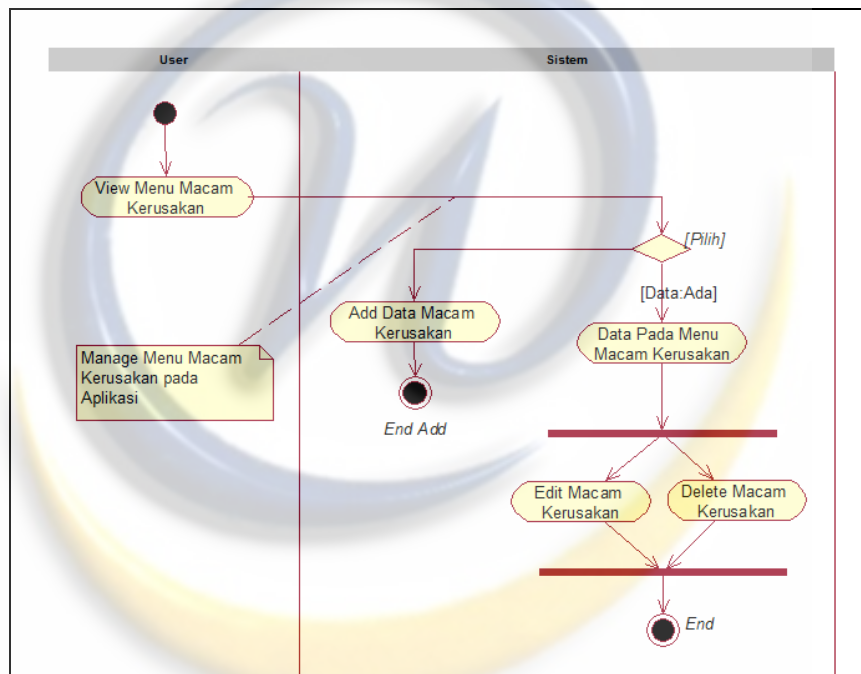 User
Sistem
View Menu Macam
Kerusakan
[Pilih]
[Data:Ada]
Add Data Macam
Kerusakan
Data Pada Menu
Macam Kerusakan
Manage Menu Macam
Kerusakan pada
Aplikasi
End Add
Edit Macam
Kerusakan
Delete Macam
Kerusakan
End